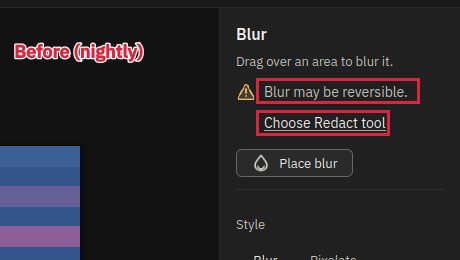 Before (nightly)
Blur
Drag over an area to blur it.
Blur may be reversible.
Choose Redact tool
Place blur
Style
Blur Pixelate